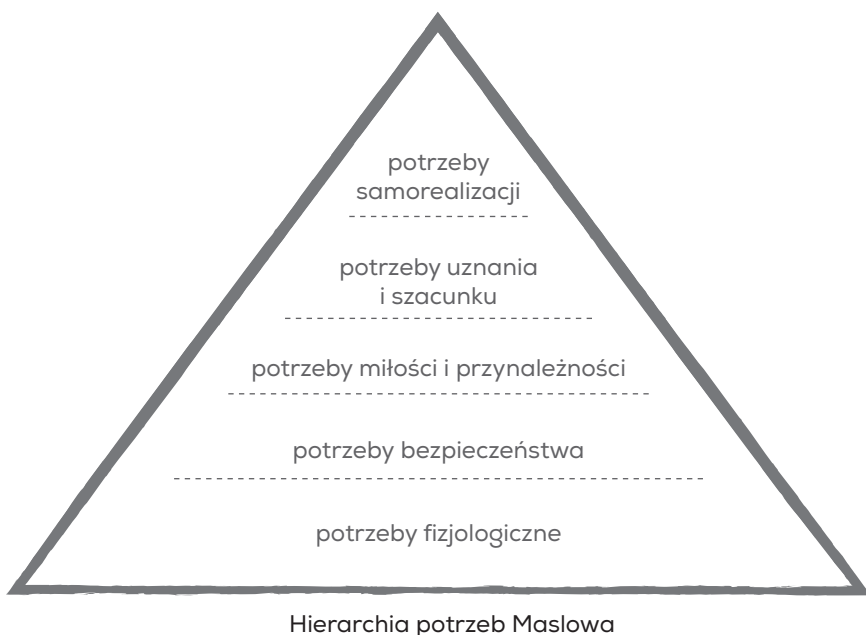 potrzeby
samorealizacji
potrzeby uznania
i szacunku
potrzeby miłości i przynależności
potrzeby bezpieczeństwa
potrzeby fizjologiczne
Hierarchia potrzeb Maslowa